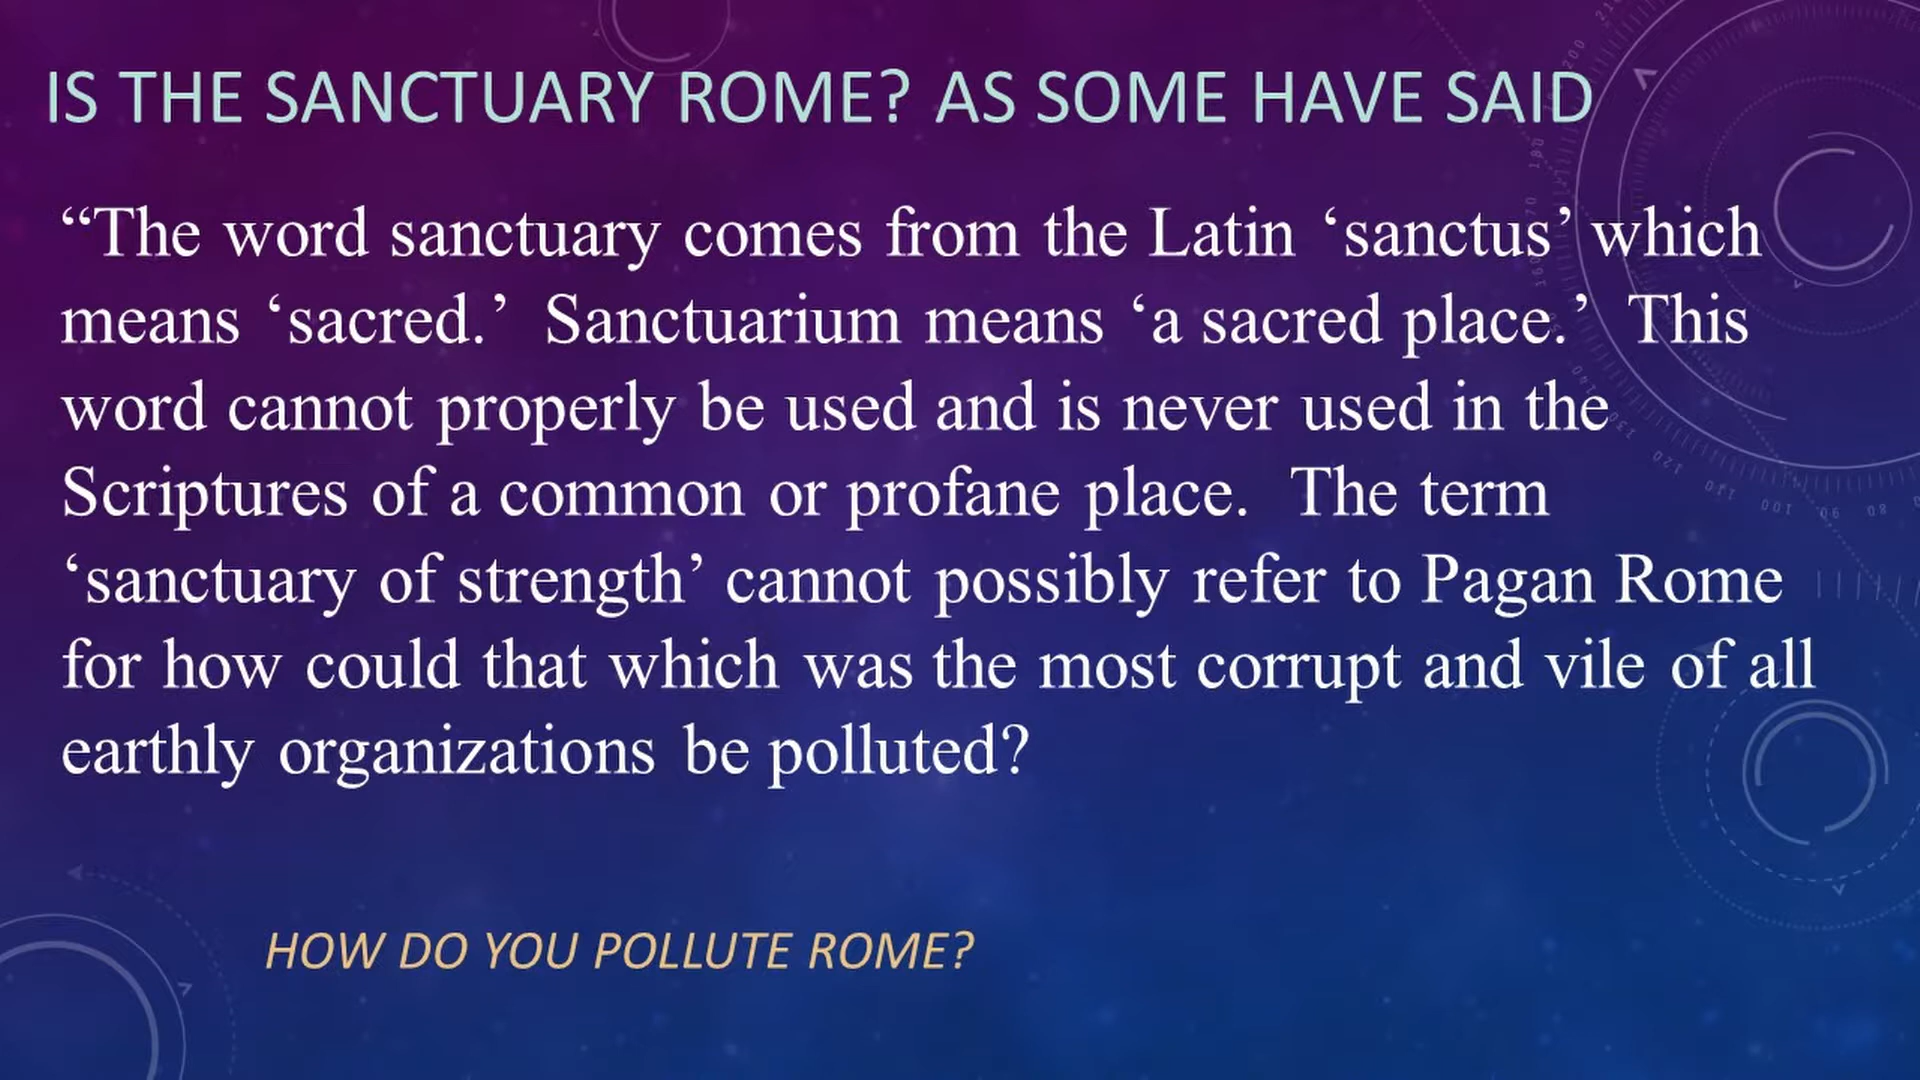 IS THE SANCTUARY ROME? AS SOME HAVE SAID
“The word sanctuary comes from the Latin ‘sanctus’ which
means ‘sacred.’  Sanctuarium means ‘a sacred place.’  This
word cannot properly be used and is never used in the
Scriptures of a common or profane place.  The term
‘sanctuary of strength’ cannot possibly refer to Pagan Rome
for how could that which was the most corrupt and vile of all
earthly organizations be polluted?
HOW DO YOU POLLUTE ROME?